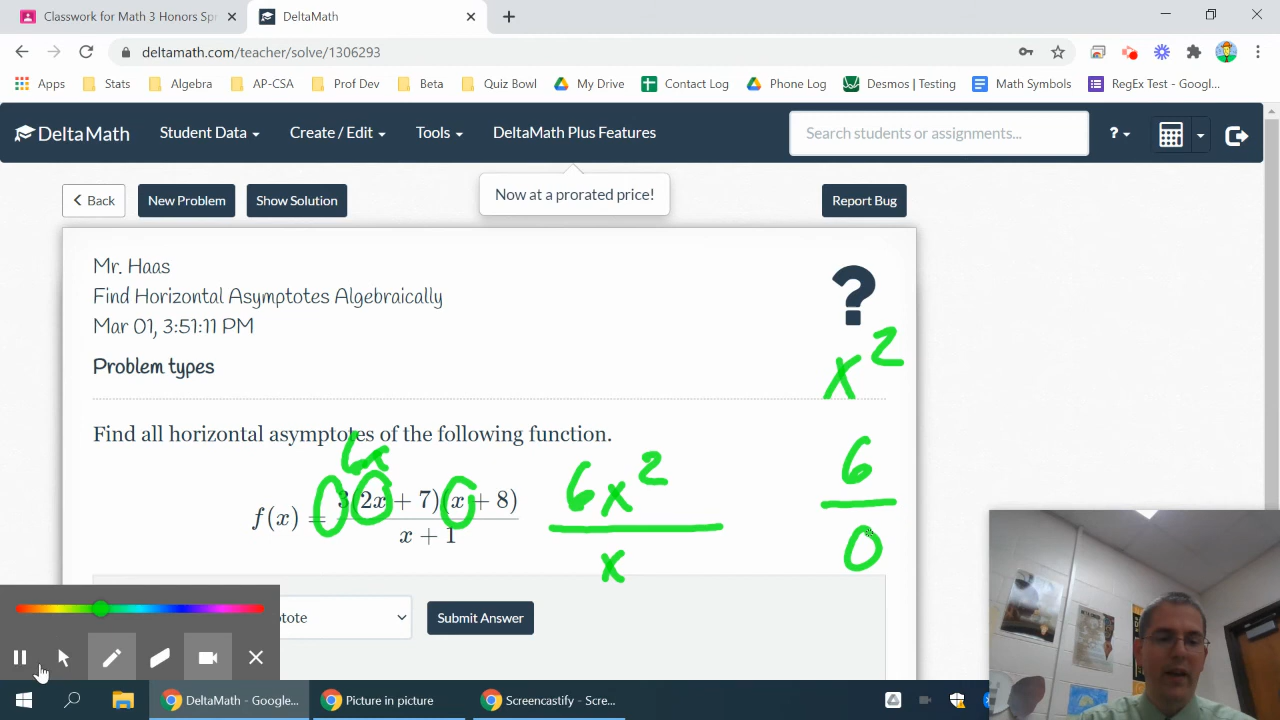 Classwork for Math 3 Honors Spr
DeltaMath
deltamath.com/teacher/solve/1306293
Apps
Stats
Algebra
AP-CSA
Prof Dev
Beta
Quiz Bowl
My Drive
Contact Log
Phone Log
Desmos | Testing
Math Symbols
RegEx Test - Googl...
DeltaMath
Student Data
Create / Edit
Tools
DeltaMath Plus Features
Search students or assignments...
?
Now at a prorated price!
Back
New Problem
Show Solution
Report Bug
Mr. Haas
Find Horizontal Asymptotes Algebraically
Mar 01, 3:51:11 PM
Problem types
?
x²
Find all horizontal asymptotes of the following function.
6x
f(x) = 3(2x + 7)(x + 8)
x + 1
6x²
x
6
0
tote
Submit Answer
DeltaMath - Google...
Picture in picture
Screencastify - Scre...